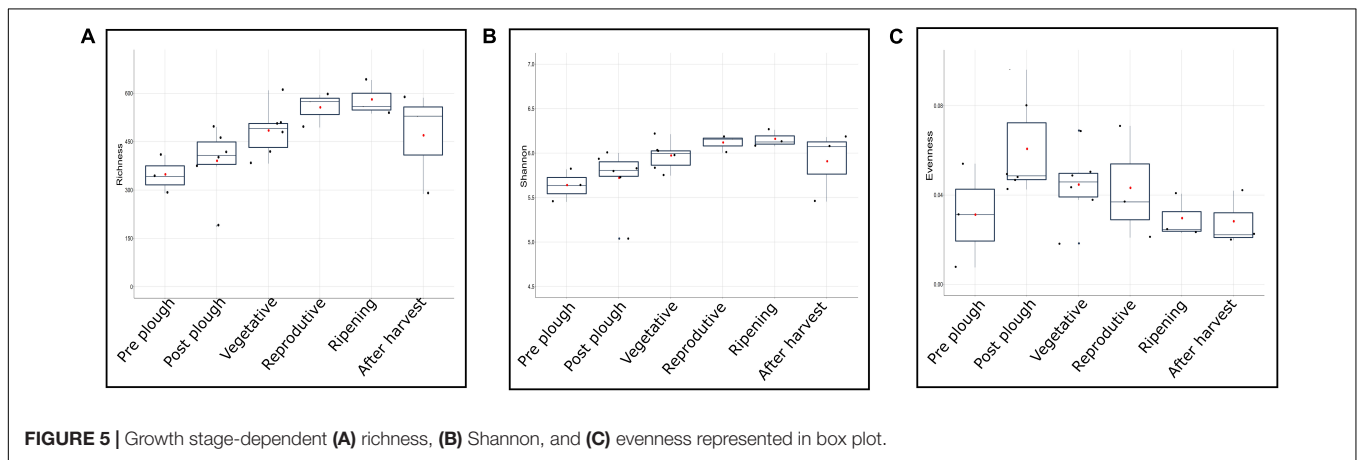 A
Richness
600
450
300
150
0
Pre plough
Post plough
Vegetative
Reprodutive
Ripening
After harvest
B
Shannon
7.0
6.5
6.0
5.5
5.0
4.5
Pre plough
Post plough
Vegetative
Reprodutive
Ripening
After harvest
C
Evenness
0.08
0.04
0.00
Pre plough
Post plough
Vegetative
Reprodutive
Ripening
After harvest
FIGURE 5 | Growth stage-dependent (A) richness, (B) Shannon, and (C) evenness represented in box plot.